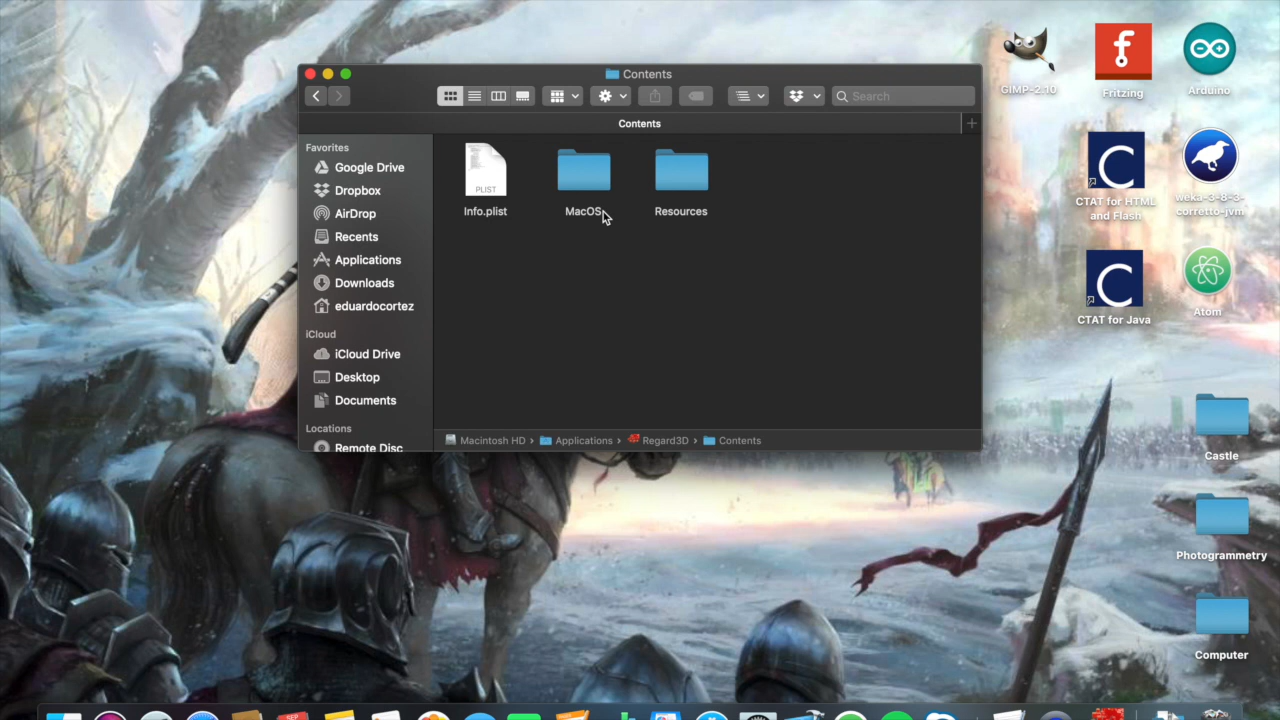 Contents
Search
Contents
Favorites
Google Drive
Dropbox
AirDrop
Recents
Applications
Downloads
eduardocortez
iCloud
iCloud Drive
Desktop
Documents
Locations
Remote Disc
PLIST
Info.plist
MacOS
Resources
Macintosh HD › Applications › Regard3D › Contents
GIMP-2.10
Fritzing
Arduino
CTAT for HTML
and Flash
weka-3-8-3-
corretto-jvm
CTAT for Java
Atom
Castle
Photogrammetry
Computer
SEP